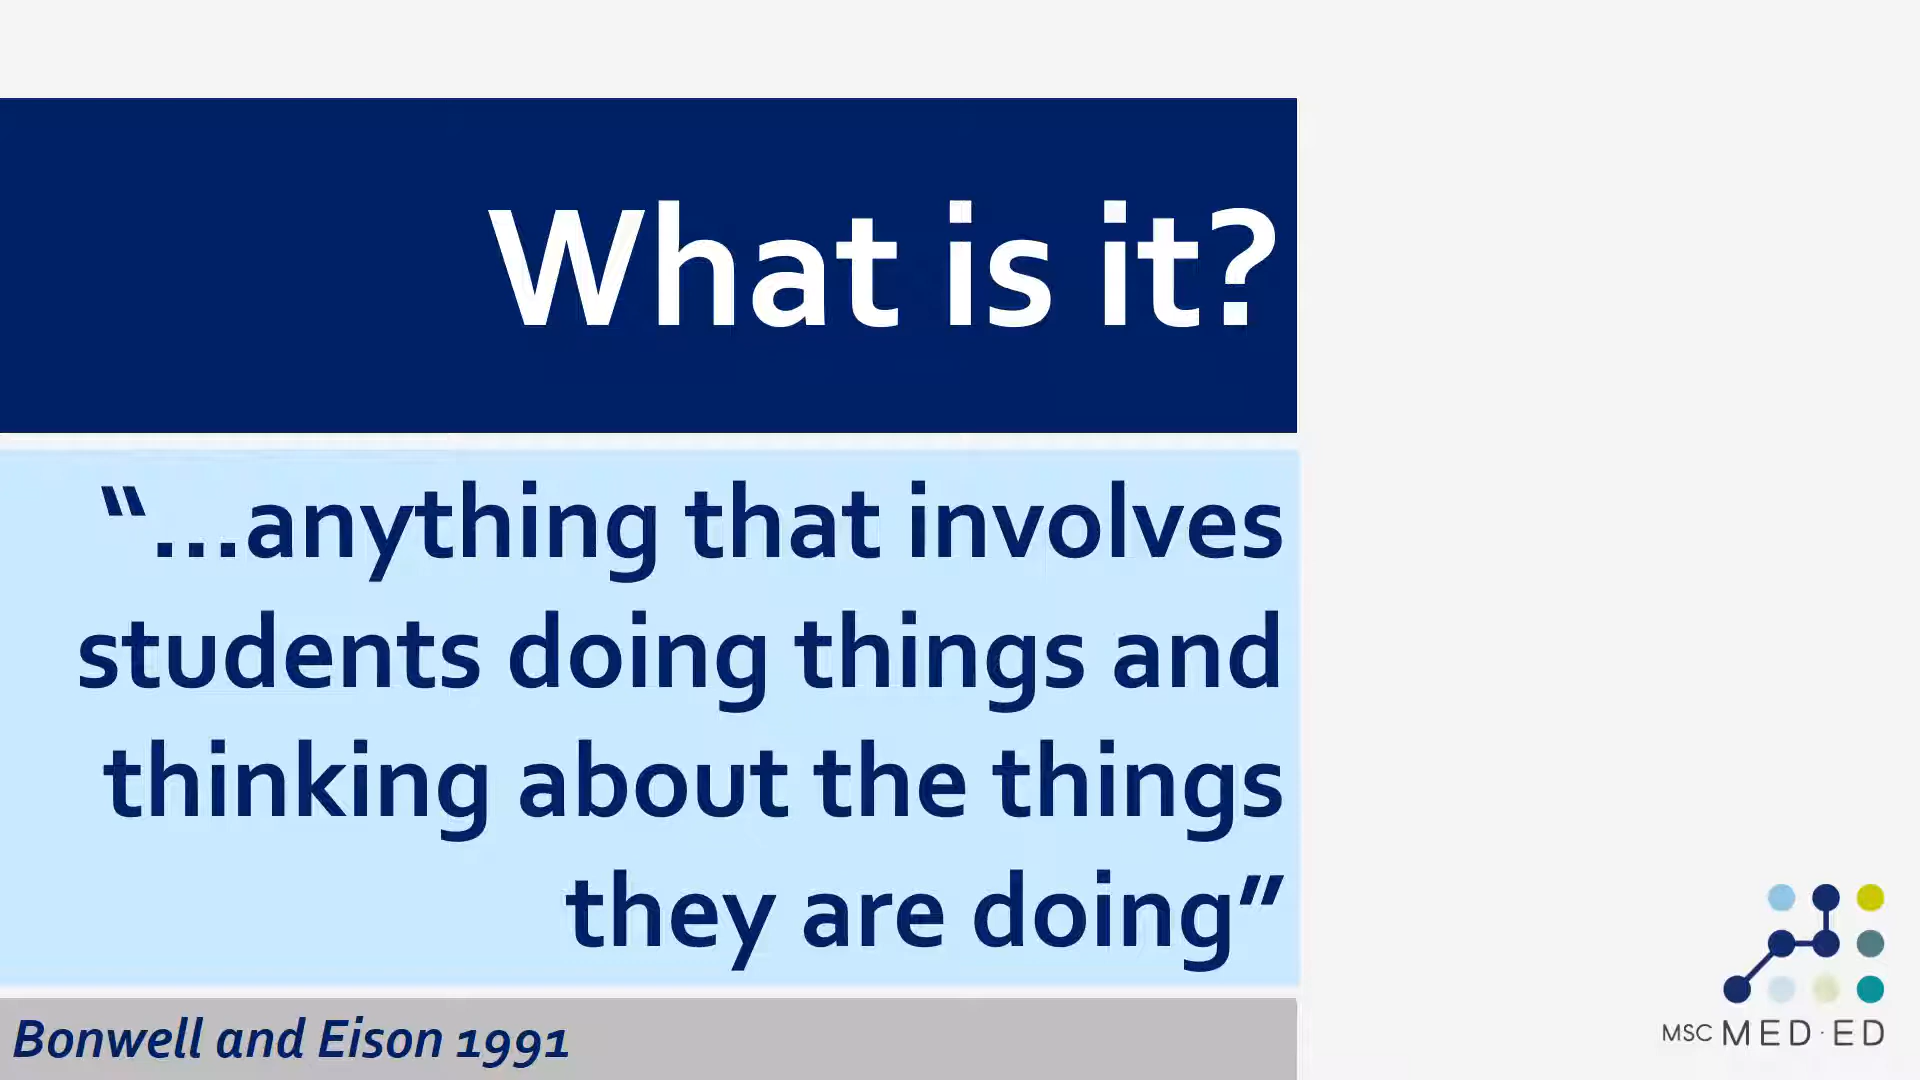 What is it?
“...anything that involves
students doing things and
thinking about the things
they are doing”
Bonwell and Eison 1991
MSC MED·ED